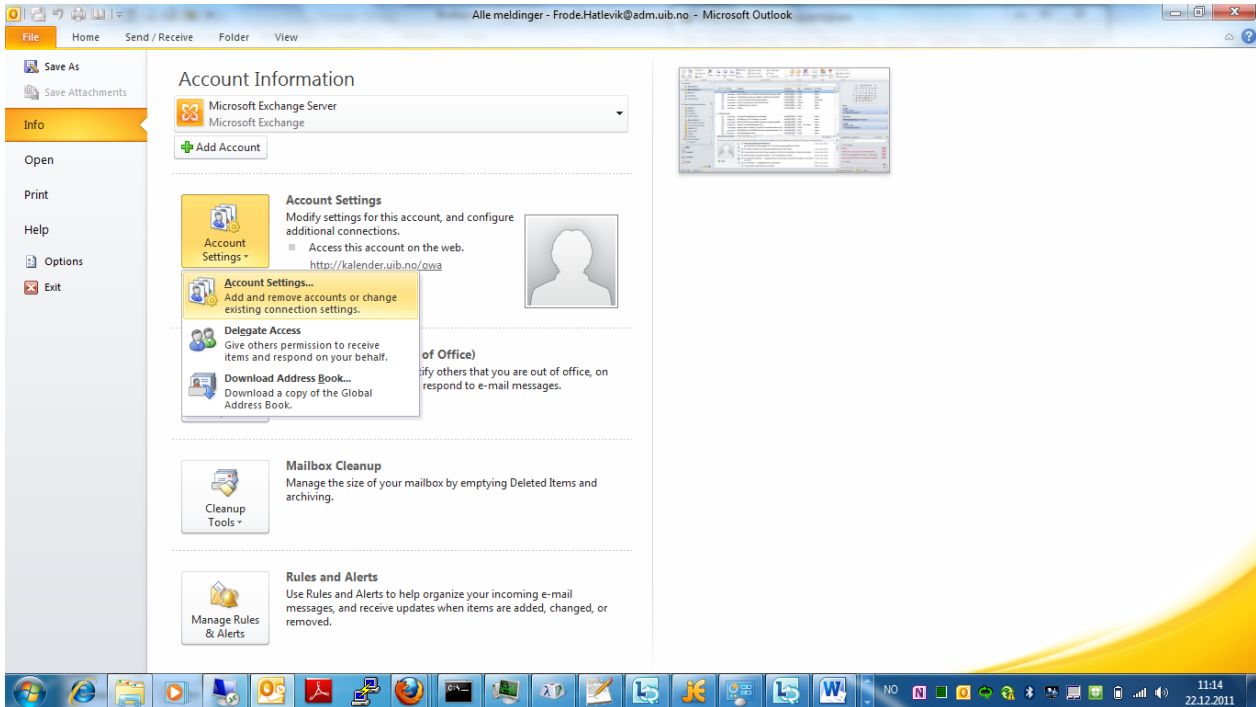 Alle meldinger - Frode.Hatlevik@adm.uib.no - Microsoft Outlook
File Home Send / Receive Folder View
Save As
Save Attachments
Info
Open
Print
Help
Options
Exit
Account Information
Microsoft Exchange Server
Microsoft Exchange
Add Account
Account Settings
Account Settings
Modify settings for this account, and configure
additional connections.
Access this account on the web.
http://kalender.uib.no/owa
Account Settings...
Add and remove accounts or change
existing connection settings.
Delegate Access
Give others permission to receive
items and respond on your behalf.
Download Address Book...
Download a copy of the Global
Address Book.
of Office)
ify others that you are out of office, on
respond to e-mail messages.
Cleanup
Tools
Mailbox Cleanup
Manage the size of your mailbox by emptying Deleted Items and
archiving.
Manage Rules
& Alerts
Rules and Alerts
Use Rules and Alerts to help organize your incoming e-mail
messages, and receive updates when items are added, changed, or
removed.
NO
11:14
22.12.2011